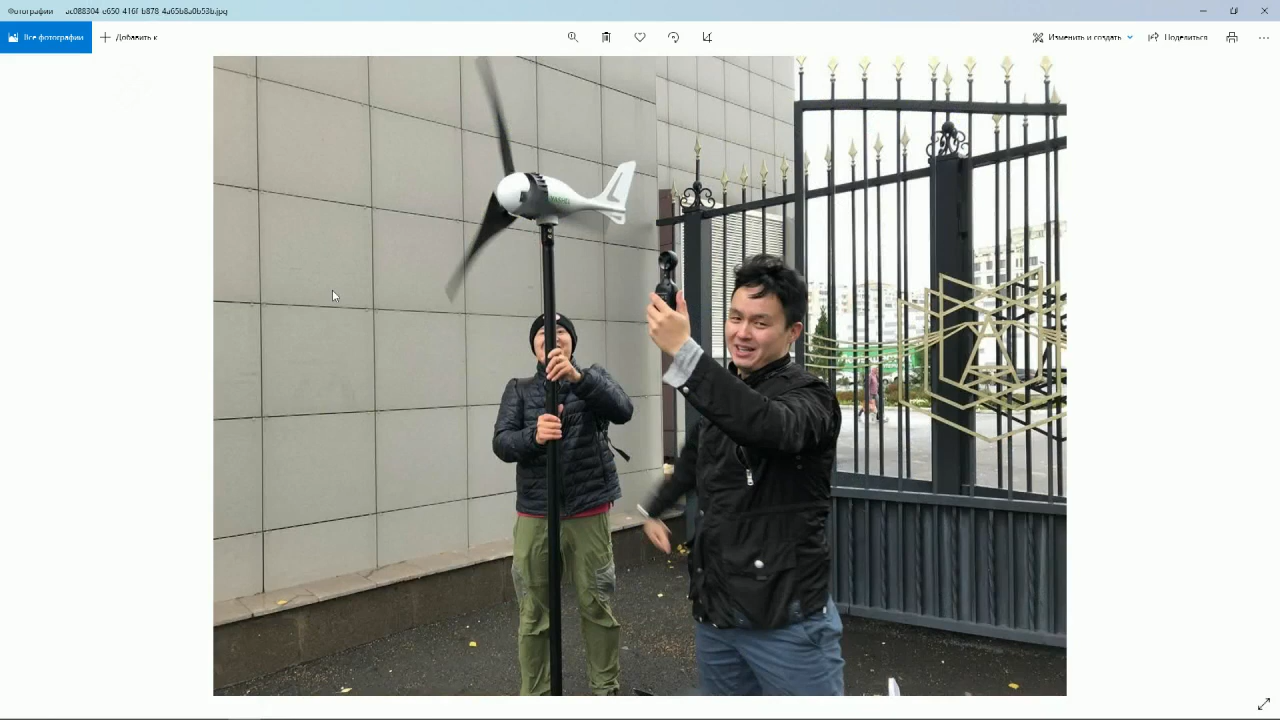 Фотографии
Все фотографии
Добавить к
Изменить и создать
Поделиться